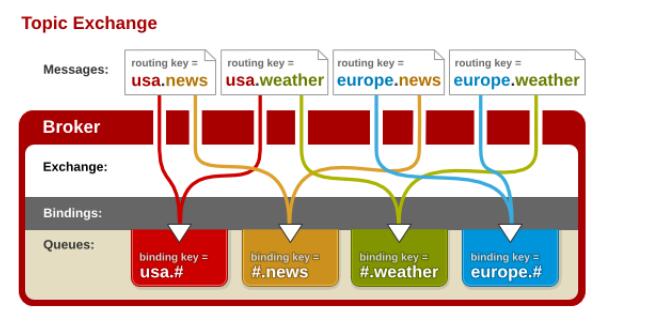 Topic Exchange
Messages:
routing key =
usa.news
routing key =
usa.weather
routing key =
europe.news
routing key =
europe.weather
Broker
Exchange:
Bindings:
Queues:
binding key =
usa.#
binding key =
#.news
binding key =
#.weather
binding key =
europe.#